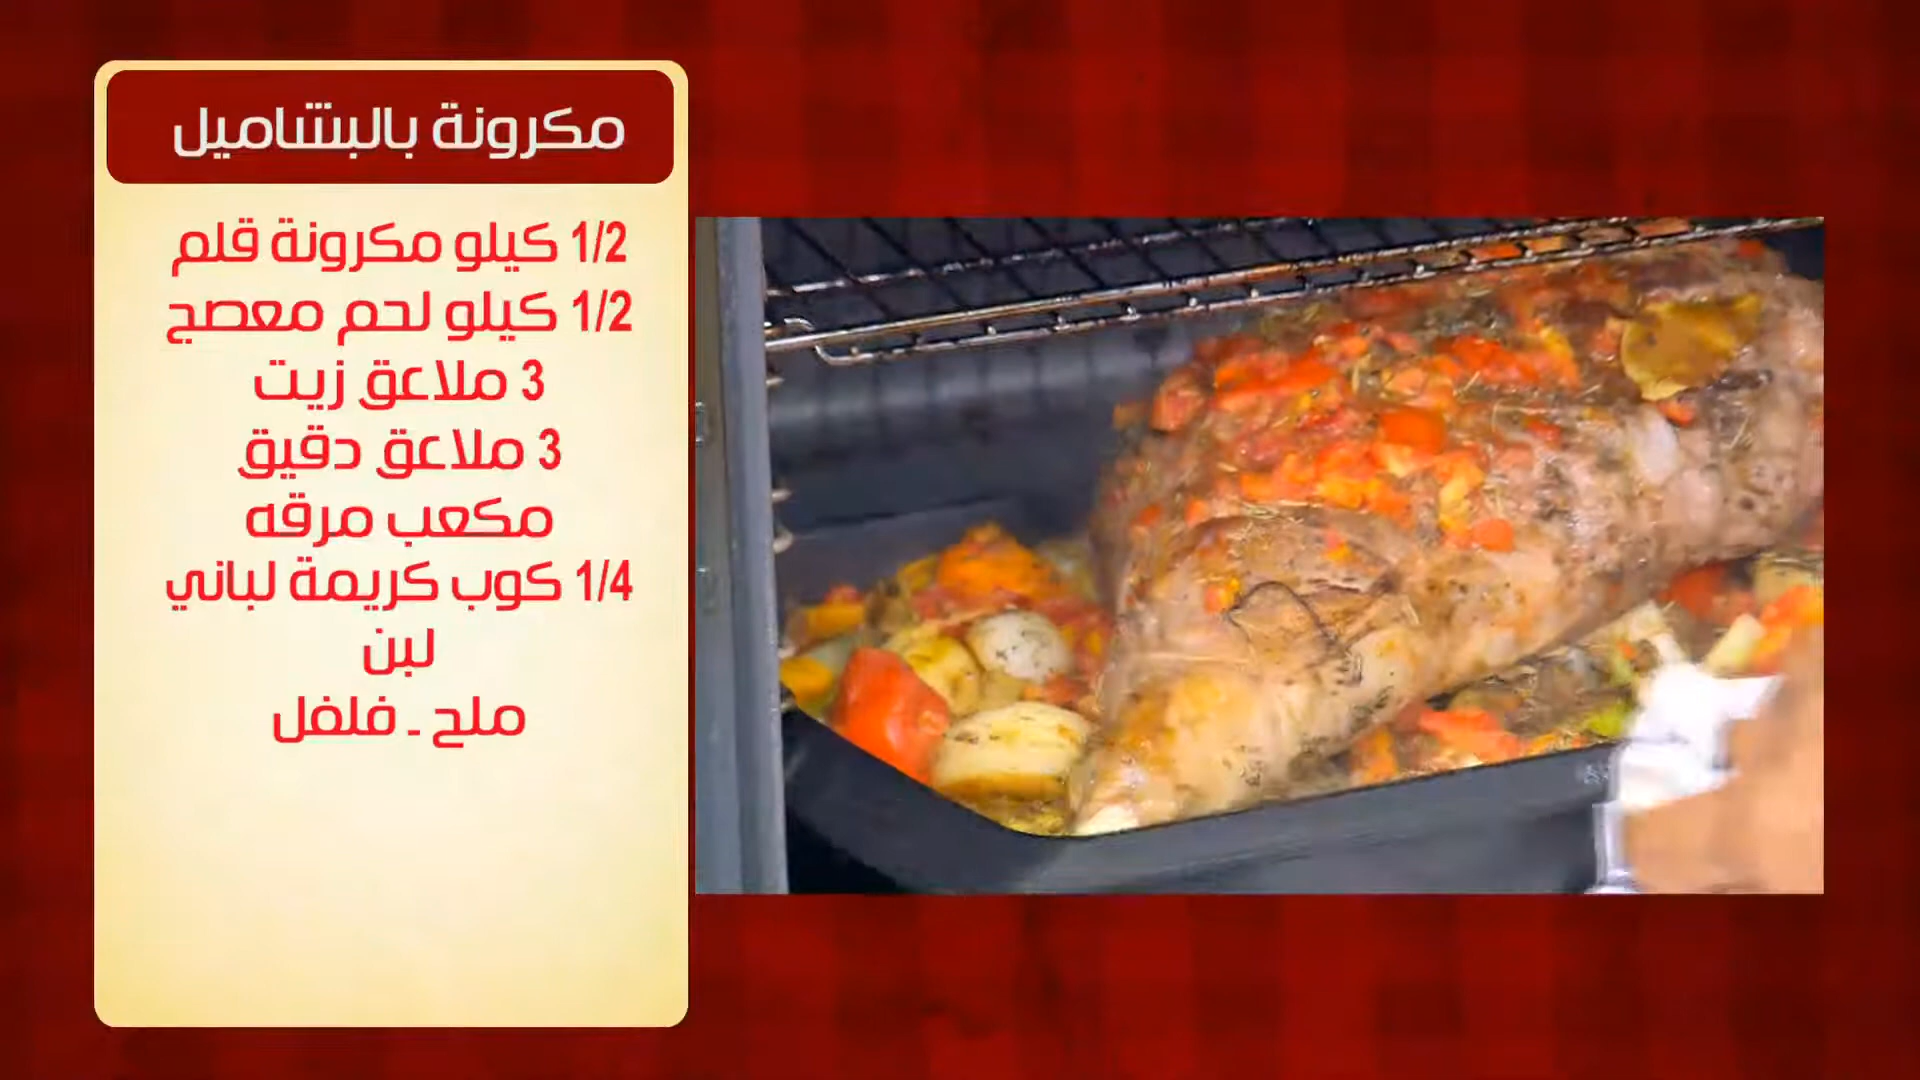 مكرونة بالبشاميل
1/2 كيلو مكرونة قلم
1/2 كيلو لحم معصج
3 ملاعق زيت
3 ملاعق دقيق
مكعب مرقه
1/4 كوب كريمة لباني
لبن
ملح - فلفل